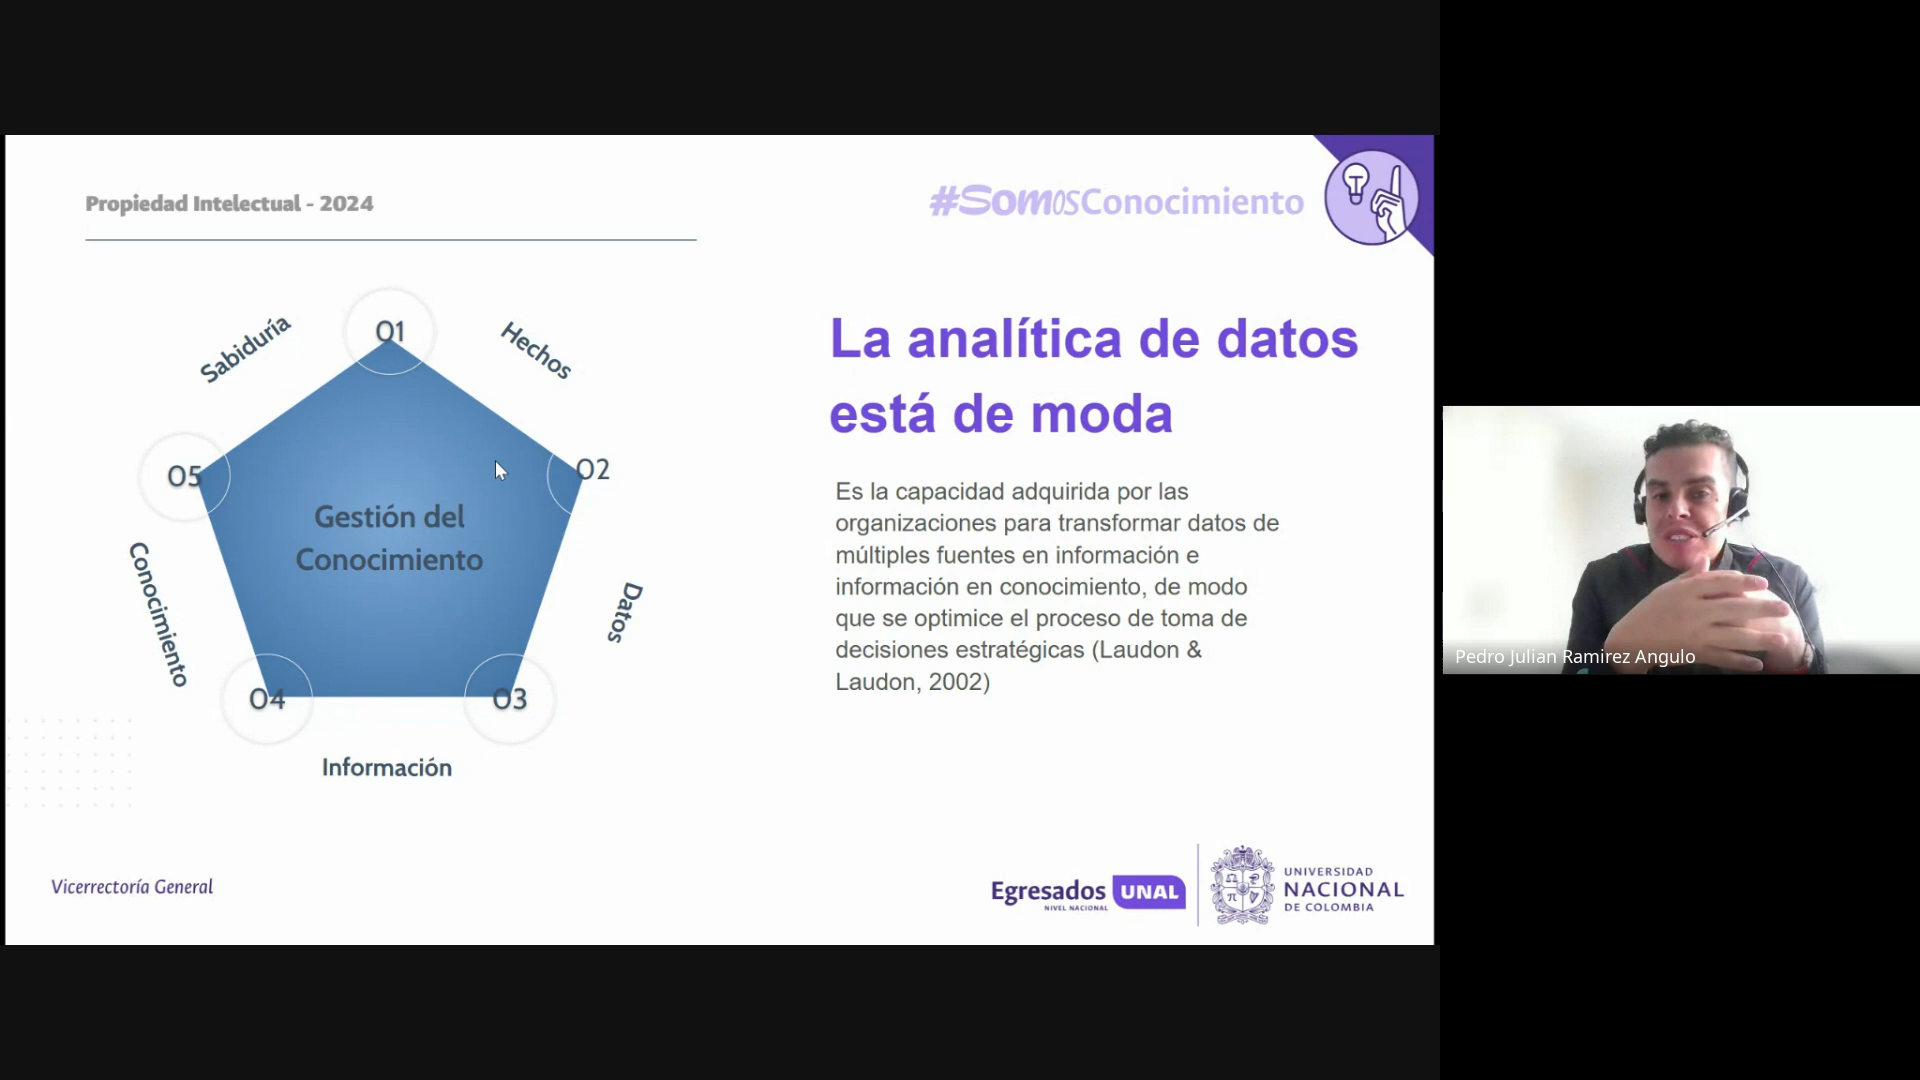 Propiedad Intelectual - 2024
#SomosConocimiento
Sabiduría
01
Hechos
05
02
Gestión del
Conocimiento
Conocimiento
Datos
04
03
Información
La analítica de datos
está de moda
Es la capacidad adquirida por las
organizaciones para transformar datos de
múltiples fuentes en información e
información en conocimiento, de modo
que se optimice el proceso de toma de
decisiones estratégicas (Laudon &
Laudon, 2002)
Vicerrectoría General
Egresados UNAL
NIVEL NACIONAL
UNIVERSIDAD
NACIONAL
DE COLOMBIA
Pedro Julian Ramirez Angulo